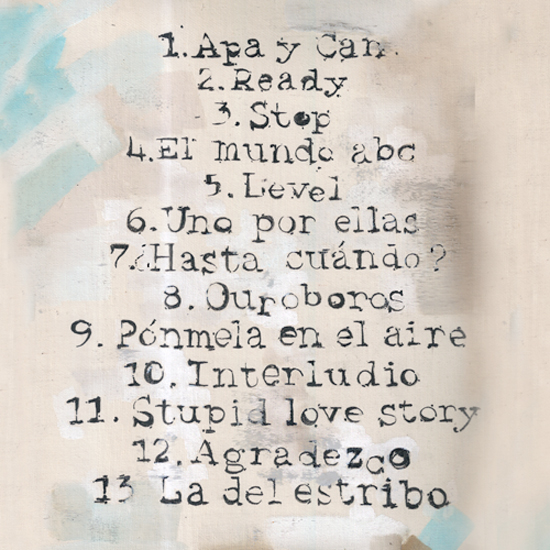 1. Apa y Can
2. Ready
3. Stop
4. El mundo abc
5. Level
6. Uno por ellas
7. ¿Hasta cuándo?
8. Ouroboros
9. Pónmela en el aire
10. Interludio
11. Stupid love story
12. Agradezco
13 La del estribo